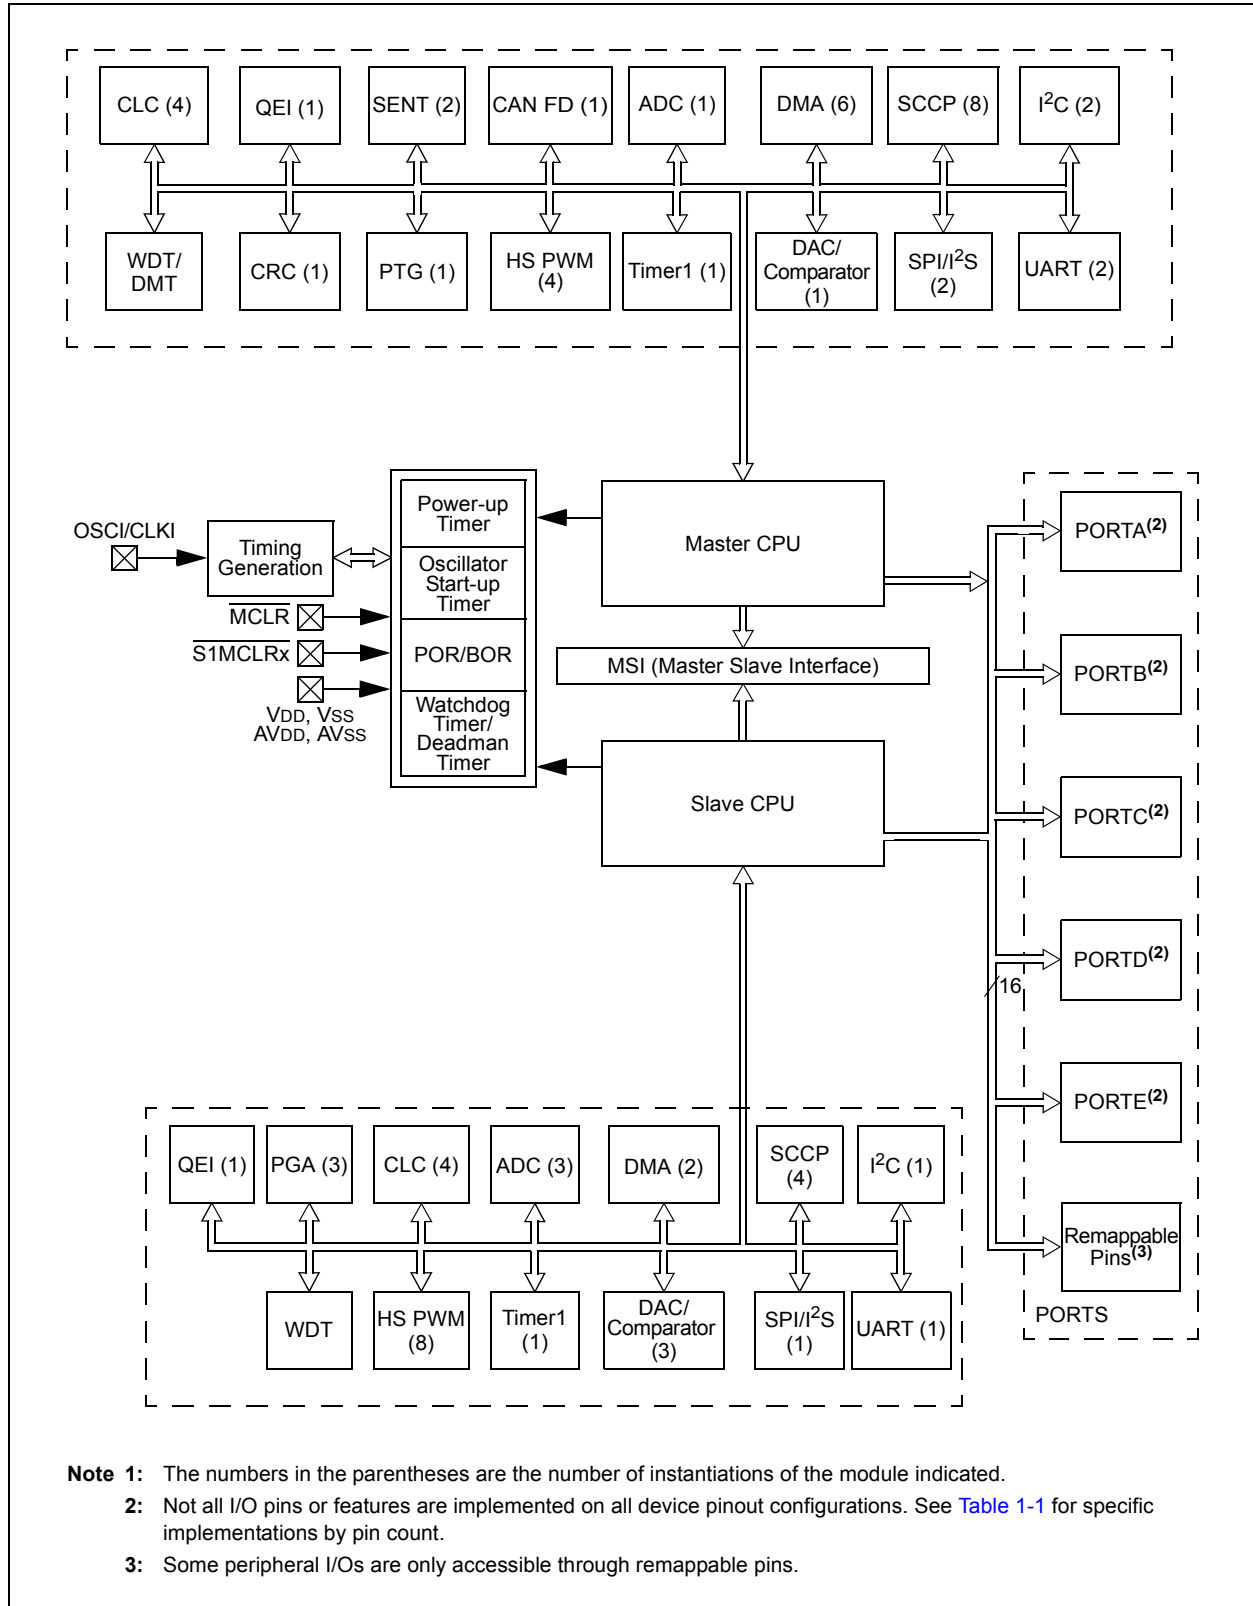 CLC (4)
QEI (1)
SENT (2)
CAN FD (1)
ADC (1)
DMA (6)
SCCP (8)
I²C (2)
WDT/
DMT
CRC (1)
PTG (1)
HS PWM
(4)
Timer1 (1)
DAC/
Comparator
(1)
SPI/I²S
(2)
UART (2)
OSCI/CLKI
Timing
Generation
MCLR
S1MCLRx
VDD, VSS
AVDD, AVSS
Power-up
Timer
Oscillator
Start-up
Timer
POR/BOR
Watchdog
Timer/
Deadman
Timer
Master CPU
MSI (Master Slave Interface)
Slave CPU
PORTA(2)
PORTB(2)
PORTC(2)
PORTD(2)
16
PORTE(2)
Remappable
Pins(3)
PORTS
QEI (1)
PGA (3)
CLC (4)
ADC (3)
DMA (2)
SCCP
(4)
I²C (1)
WDT
HS PWM
(8)
Timer1
(1)
DAC/
Comparator
(3)
SPI/I²S
(1)
UART (1)
Note 1: The numbers in the parentheses are the number of instantiations of the module indicated.
2: Not all I/O pins or features are implemented on all device pinout configurations. See Table 1-1 for specific
implementations by pin count.
3: Some peripheral I/Os are only accessible through remappable pins.